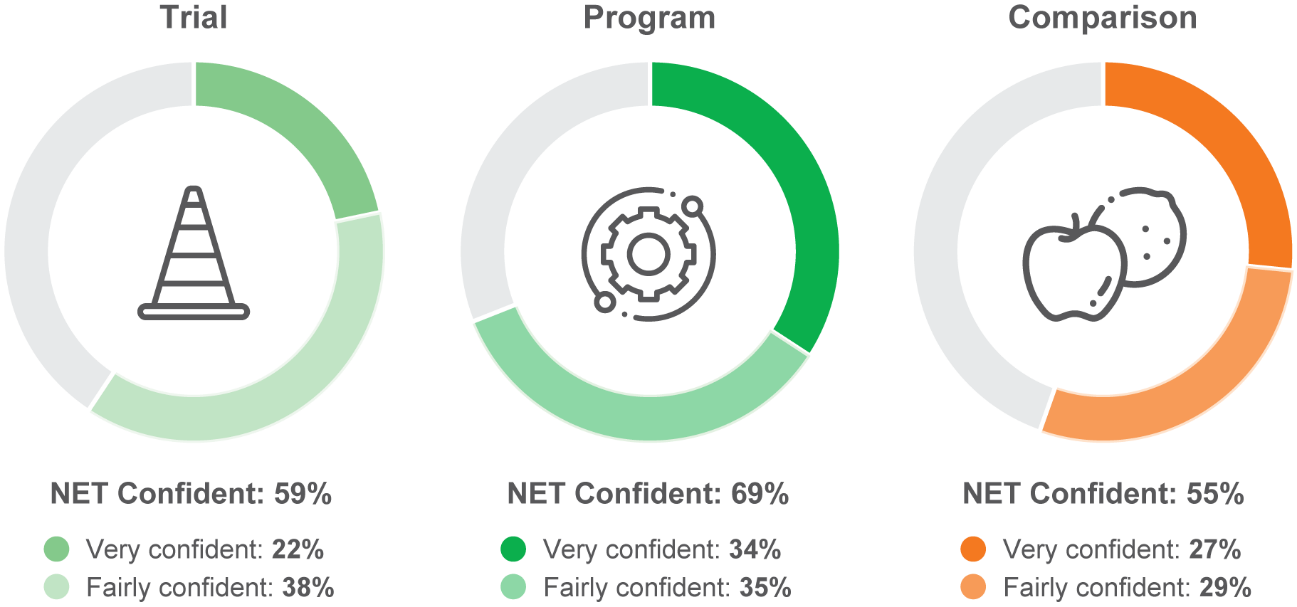 Trial
Program
Comparison
NET Confident: 59%
Very confident: 22%
Fairly confident: 38%
NET Confident: 69%
Very confident: 34%
Fairly confident: 35%
NET Confident: 55%
Very confident: 27%
Fairly confident: 29%